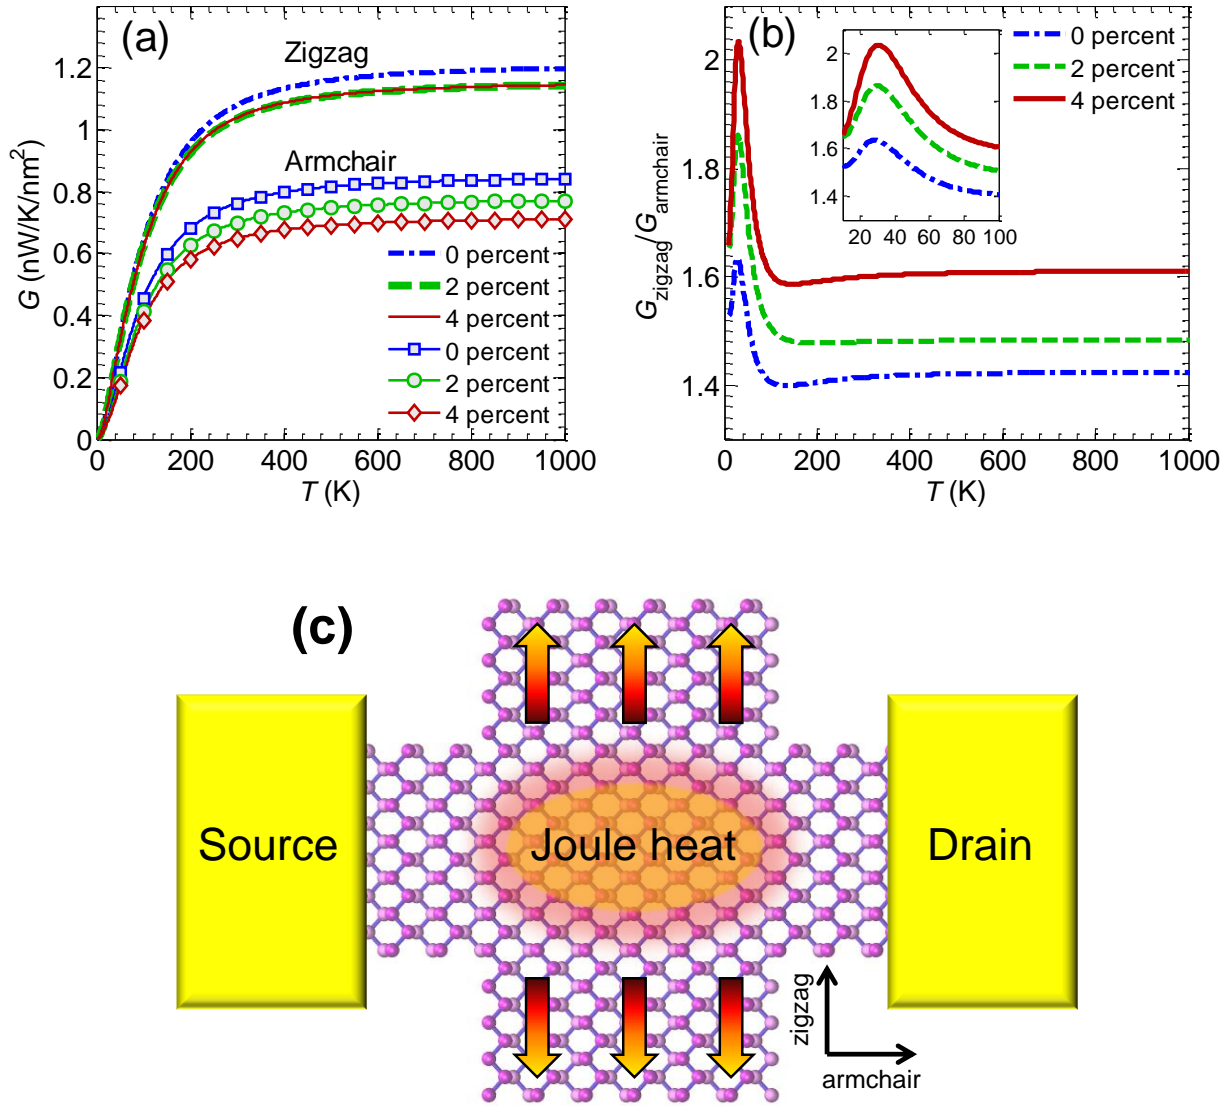 (a)
Zigzag
Armchair
0 percent
2 percent
4 percent
0 percent
2 percent
4 percent
G (nW/K/nm²)
0
0.2
0.4
0.6
0.8
1
1.2
0 200 400 600 800 1000
T (K)
(b)
0 percent
2 percent
4 percent
2
1.8
1.6
1.4
20 40 60 80 100
G_zigzag/G_armchair
2
1.8
1.6
1.4
0 200 400 600 800 1000
T (K)
(c)
Source
Joule heat
Drain
zigzag
armchair